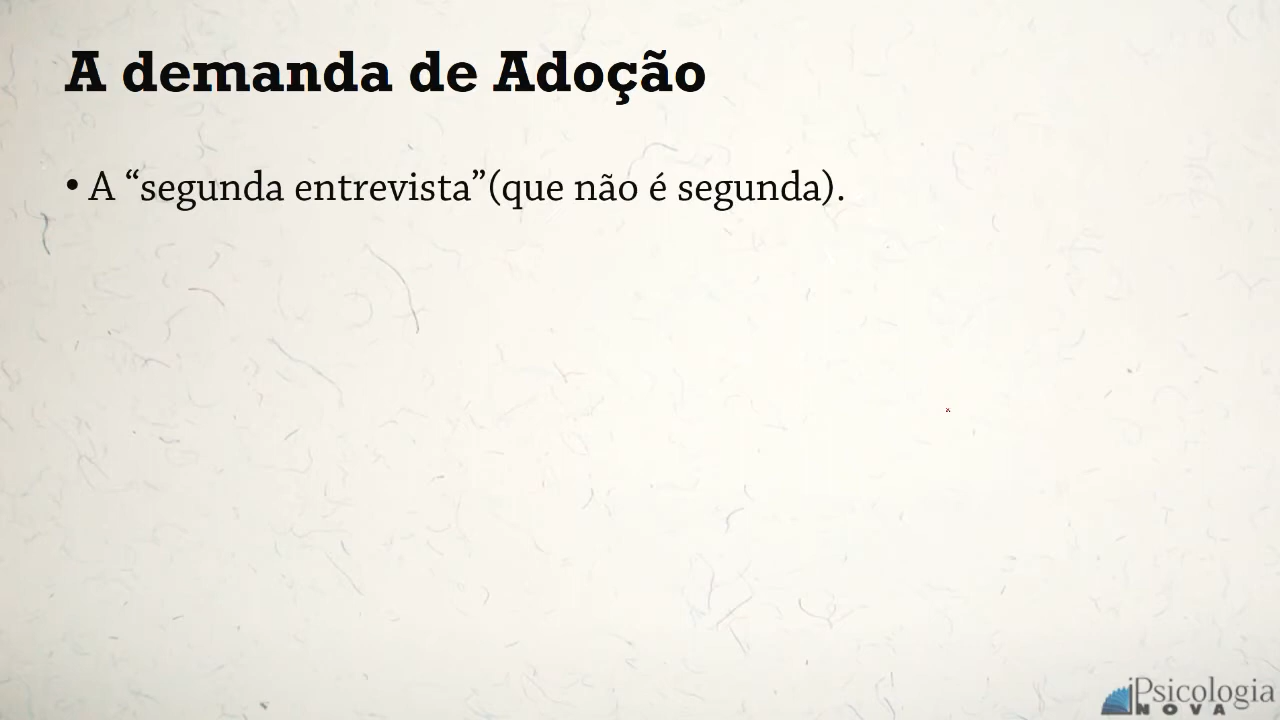 A demanda de Adoção
• A “segunda entrevista”(que não é segunda).
Psicologia
NOVA